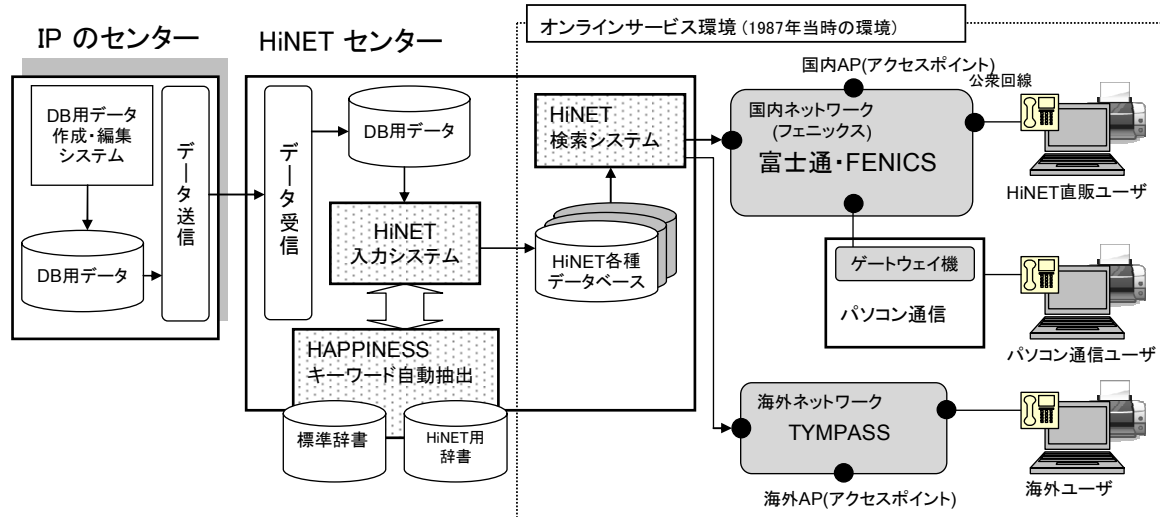 オンラインサービス環境 (1987年当時の環境)
IP のセンター
HiNET センター
DB用データ
作成・編集
システム
DB用データ
データ送信
データ受信
DB用データ
HiNET
入力システム
HAPPINESS
キーワード自動抽出
標準辞書
HiNET用
辞書
HiNET
検索システム
HiNET各種
データベース
国内AP(アクセスポイント)
公衆回線
国内ネットワーク
(フェニックス)
富士通・FENICS
HiNET直販ユーザ
ゲートウェイ機
パソコン通信
パソコン通信ユーザ
海外ネットワーク
TYMPASS
海外AP(アクセスポイント)
海外ユーザ